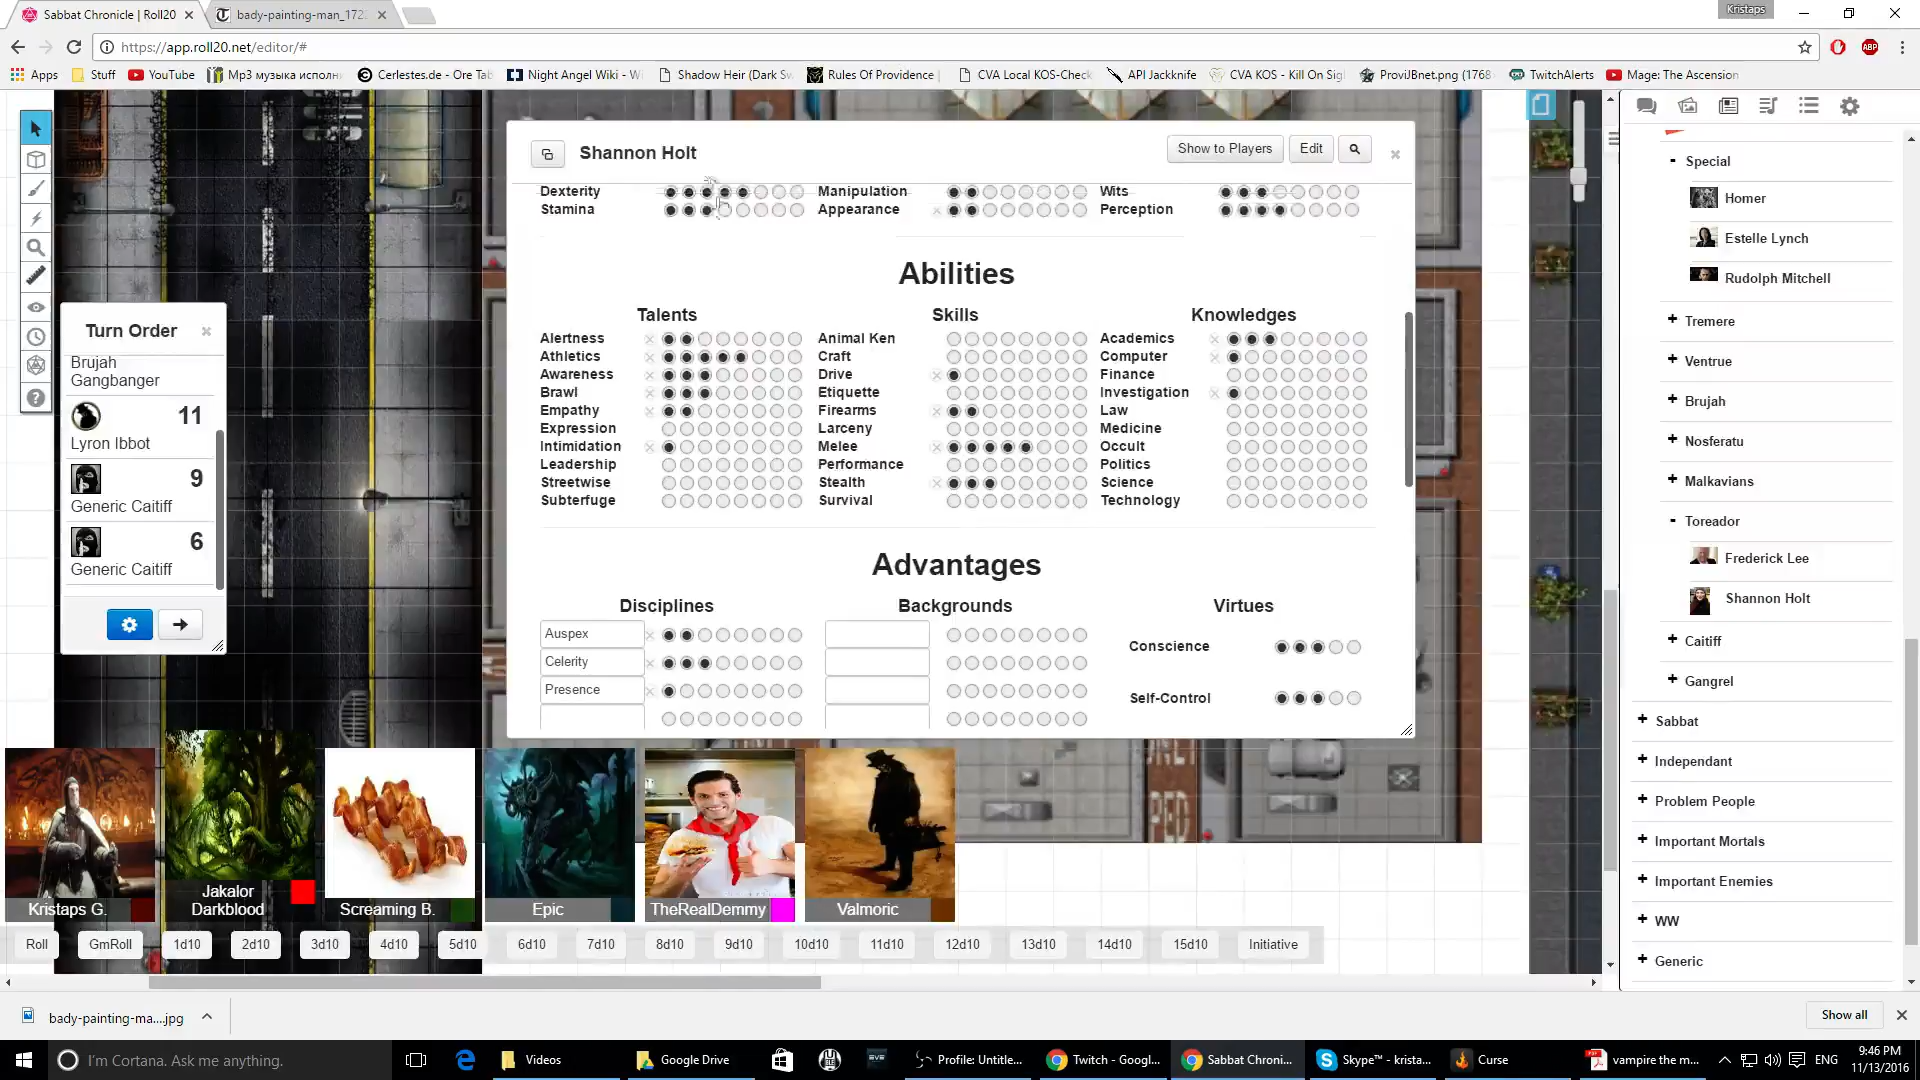 Sabbat Chronicle | Roll20
bady-painting-man_172
Kristaps
https://app.roll20.net/editor/#
Apps
Stuff
YouTube
Mp3 музыка исполн
Cerlestes.de - Ore Tab
Night Angel Wiki - Wi
Shadow Heir (Dark Sw
Rules Of Providence |
CVA Local KOS-Check
API Jackknife
CVA KOS - Kill On Sig
ProviJBnet.png (1768
TwitchAlerts
Mage: The Ascension
Shannon Holt
Show to Players
Edit
Dexterity
Manipulation
Wits
Stamina
Appearance
Perception
Abilities
Talents
Skills
Knowledges
Alertness
Animal Ken
Academics
Athletics
Craft
Computer
Awareness
Drive
Finance
Brawl
Etiquette
Investigation
Empathy
Firearms
Law
Expression
Larceny
Medicine
Intimidation
Melee
Occult
Leadership
Performance
Politics
Streetwise
Stealth
Science
Subterfuge
Survival
Technology
Advantages
Disciplines
Backgrounds
Virtues
Auspex
Conscience
Celerity
Presence
Self-Control
Turn Order
Brujah
Gangbanger
11
Lyron Ibbot
9
Generic Caitiff
6
Generic Caitiff
Special
Homer
Estelle Lynch
Rudolph Mitchell
Tremere
Ventrue
Brujah
Nosferatu
Malkavians
Toreador
Frederick Lee
Shannon Holt
Caitiff
Gangrel
Sabbat
Independant
Problem People
Important Mortals
Important Enemies
WW
Generic
Kristaps G.
Jakalor
Darkblood
Screaming B.
Epic
TheRealDemmy
Valmoric
Roll
GmRoll
1d10
2d10
3d10
4d10
5d10
6d10
7d10
8d10
9d10
10d10
11d10
12d10
13d10
14d10
15d10
Initiative
bady-painting-ma....jpg
Show all
I'm Cortana. Ask me anything.
Videos
Google Drive
Profile: Untitle...
Twitch - Googl...
Sabbat Chroni...
Skype™ - krista...
Curse
vampire the m...
ENG
9:46 PM
11/13/2016